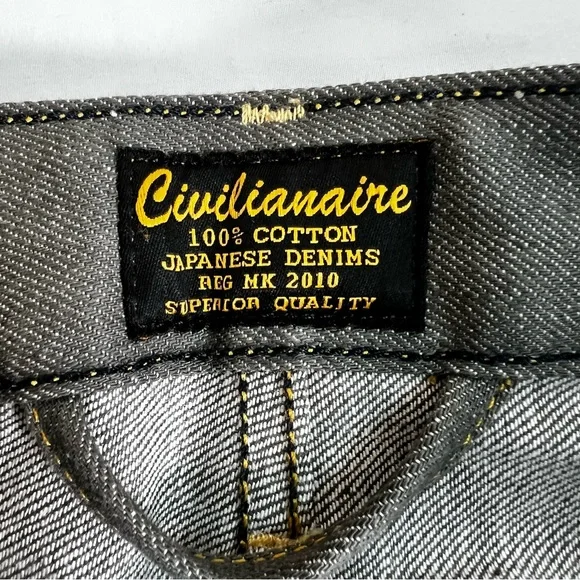 Civilianaire
100% COTTON
JAPANESE DENIMS
REG MK 2010
SUPERIOR QUALITY